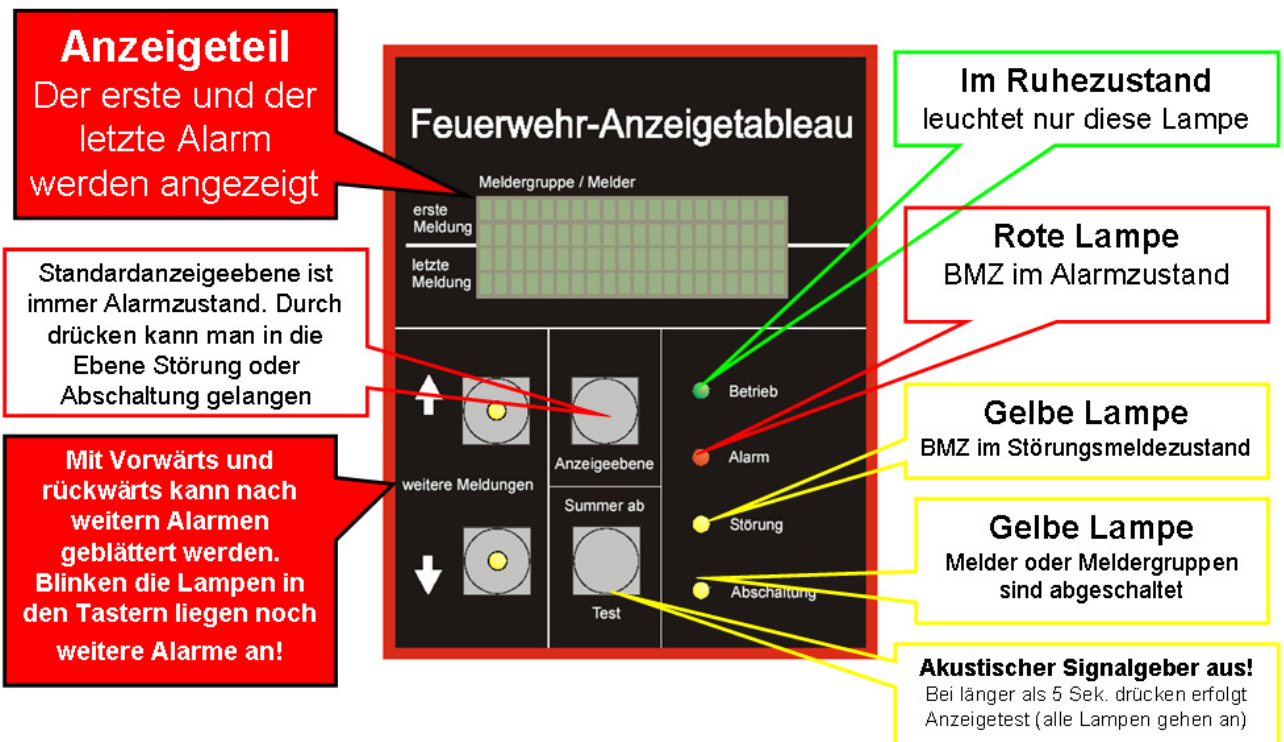 Anzeigeteil
Der erste und der
letzte Alarm
werden angezeigt
Standardanzeigeebene ist
immer Alarmzustand. Durch
drücken kann man in die
Ebene Störung oder
Abschaltung gelangen
Mit Vorwärts und
rückwärts kann nach
weitern Alarmen
geblättert werden.
Blinken die Lampen in
den Tastern liegen noch
weitere Alarme an!
Feuerwehr-Anzeigetableau
Meldergruppe / Melder
erste
Meldung
letzte
Meldung
weitere Meldungen
Anzeigeebene
Summer ab
Test
Betrieb
Alarm
Störung
Abschaltung
Im Ruhezustand
leuchtet nur diese Lampe
Rote Lampe
BMZ im Alarmzustand
Gelbe Lampe
BMZ im Störungsmeldezustand
Gelbe Lampe
Melder oder Meldergruppen
sind abgeschaltet
Akustischer Signalgeber aus!
Bei länger als 5 Sek. drücken erfolgt
Anzeigetest (alle Lampen gehen an)